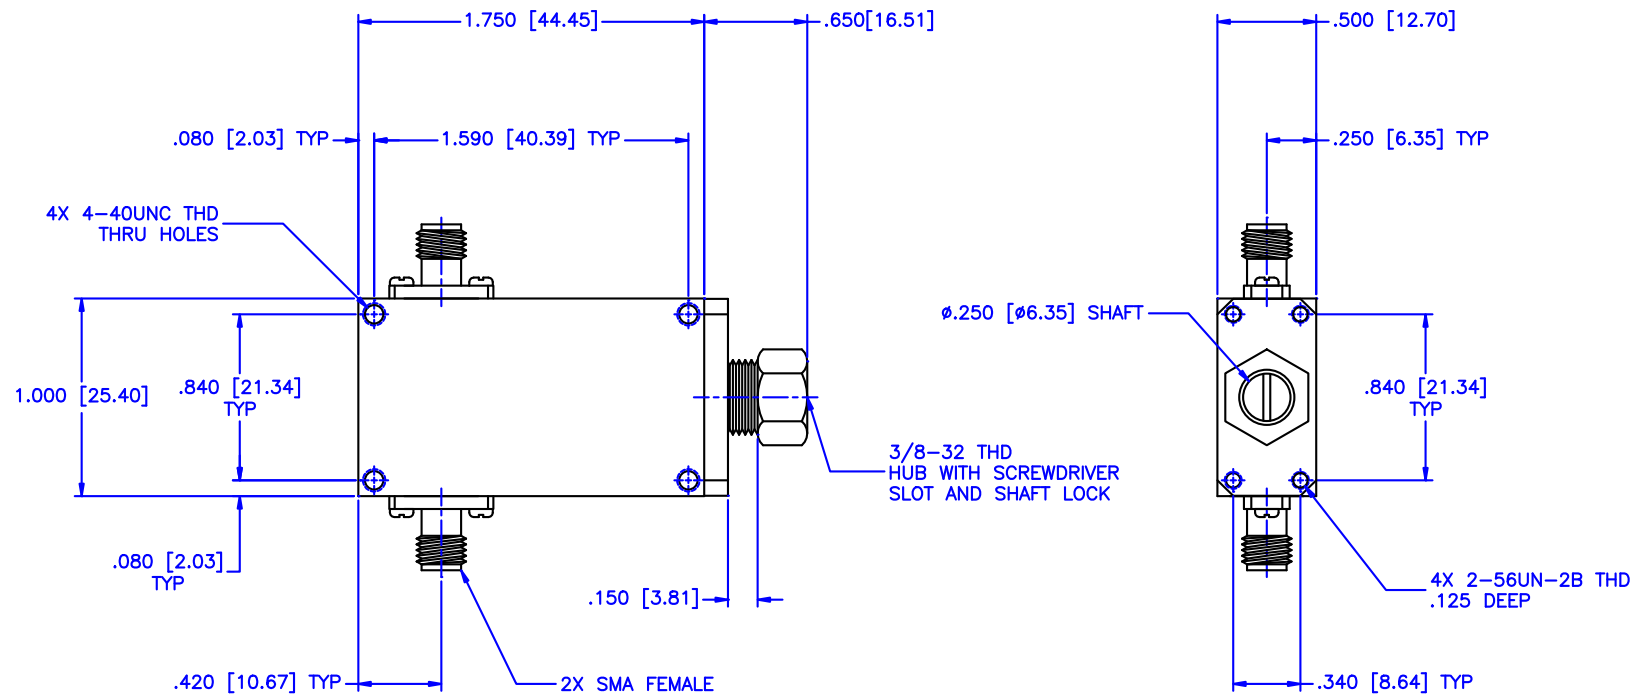 1.750 [44.45]
.650[16.51]
.500 [12.70]
.080 [2.03] TYP
1.590 [40.39] TYP
.250 [6.35] TYP
4X 4-40UNC THD
THRU HOLES
ø.250 [ø6.35] SHAFT
1.000 [25.40]
.840 [21.34]
TYP
.840 [21.34]
TYP
3/8-32 THD
HUB WITH SCREWDRIVER
SLOT AND SHAFT LOCK
.080 [2.03]
TYP
.150 [3.81]
4X 2-56UN-2B THD
.125 DEEP
.420 [10.67] TYP
2X SMA FEMALE
.340 [8.64] TYP